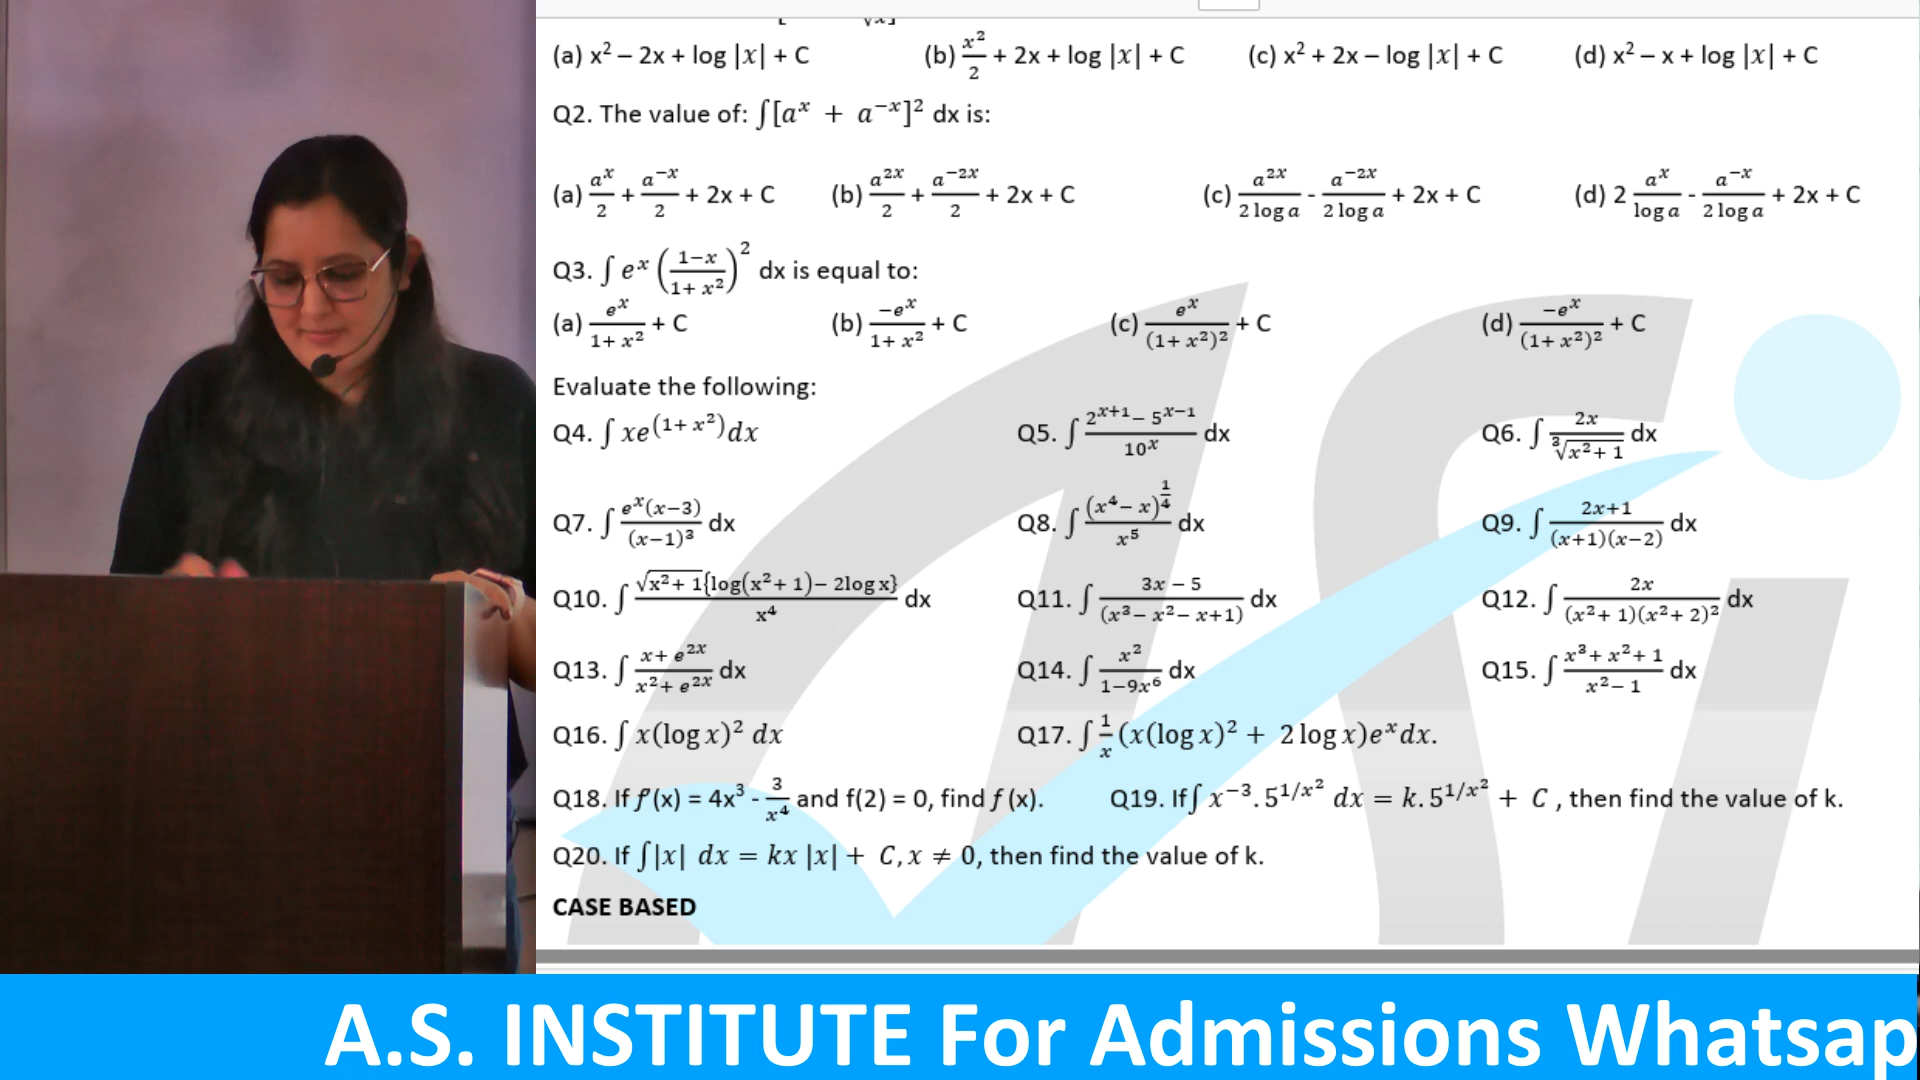 (a) x² – 2x + log |x| + C (b) x²/2 + 2x + log |x| + C (c) x² + 2x – log |x| + C (d) x² – x + log |x| + C
Q2. The value of: ∫[aˣ + a⁻ˣ]² dx is:
(a) aˣ/2 + a⁻ˣ/2 + 2x + C (b) a²ˣ/2 + a⁻²ˣ/2 + 2x + C (c) a²ˣ/(2 log a) - a⁻²ˣ/(2 log a) + 2x + C (d) 2 aˣ/(log a) - a⁻ˣ/(2 log a) + 2x + C
Q3. ∫ eˣ ((1−x)/(1+ x²))² dx is equal to:
(a) eˣ/(1+ x²) + C (b) −eˣ/(1+ x²) + C (c) eˣ/(1+ x²)² + C (d) −eˣ/(1+ x²)² + C
Evaluate the following:
Q4. ∫ xe^(1+ x²) dx Q5. ∫ (2^(x+1) − 5^(x−1))/10ˣ dx Q6. ∫ 2x/∛(x²+ 1) dx
Q7. ∫ eˣ(x−3)/(x−1)³ dx Q8. ∫ (x⁴− x)^(1/4)/x⁵ dx Q9. ∫ (2x+1)/((x+1)(x−2)) dx
Q10. ∫ √(x²+ 1){log(x²+ 1)− 2log x}/x⁴ dx Q11. ∫ (3x − 5)/(x³− x²− x+1) dx Q12. ∫ 2x/((x²+ 1)(x²+ 2)²) dx
Q13. ∫ (x+ e²ˣ)/(x²+ e²ˣ) dx Q14. ∫ x²/(1−9x⁶) dx Q15. ∫ (x³+ x²+ 1)/(x²− 1) dx
Q16. ∫ x(log x)² dx Q17. ∫ 1/x (x(log x)² + 2 log x)eˣdx.
Q18. If f'(x) = 4x³ - 3/x⁴ and f(2) = 0, find f (x). Q19. If ∫ x⁻³. 5^(1/x²) dx = k. 5^(1/x²) + C , then find the value of k.
Q20. If ∫|x| dx = kx |x| + C, x ≠ 0, then find the value of k.
CASE BASED
A.S. INSTITUTE For Admissions Whatsap